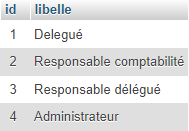 id libelle
1 Delegué
2 Responsable comptabilité
3 Responsable délégué
4 Administrateur